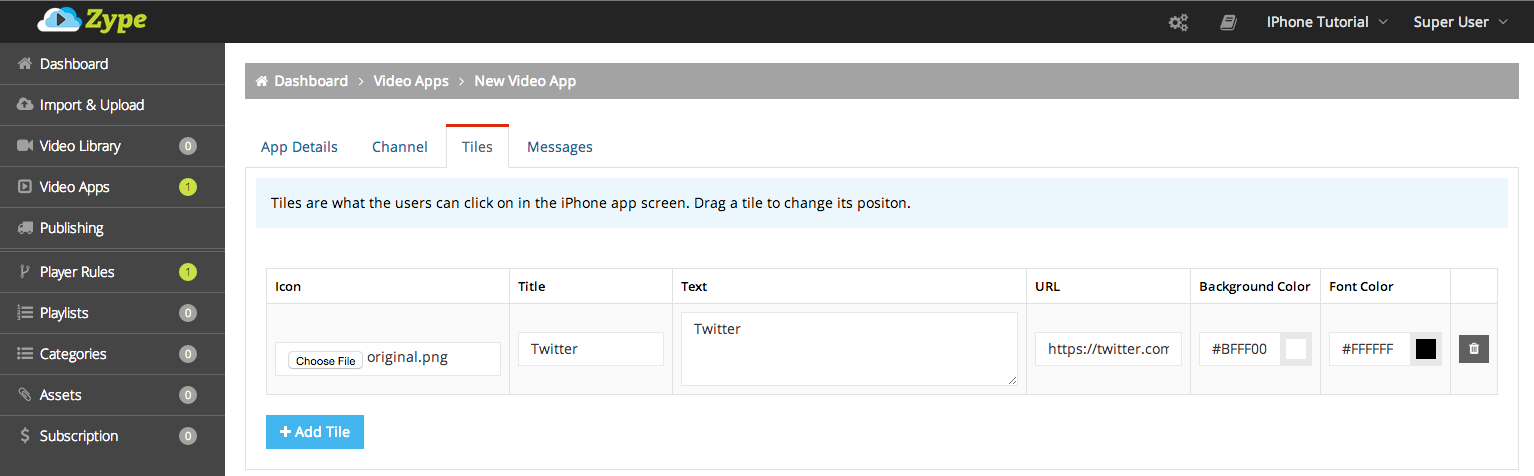 Zype
IPhone Tutorial
Super User
Dashboard
Import & Upload
Video Library 0
Video Apps 1
Publishing
Player Rules 1
Playlists 0
Categories 0
Assets 0
Subscription 0
Dashboard > Video Apps > New Video App
App Details Channel Tiles Messages
Tiles are what the users can click on in the iPhone app screen. Drag a tile to change its positon.
Icon Title Text URL Background Color Font Color
Choose File original.png Twitter Twitter https://twitter.com #BFFF00 #FFFFFF
+ Add Tile